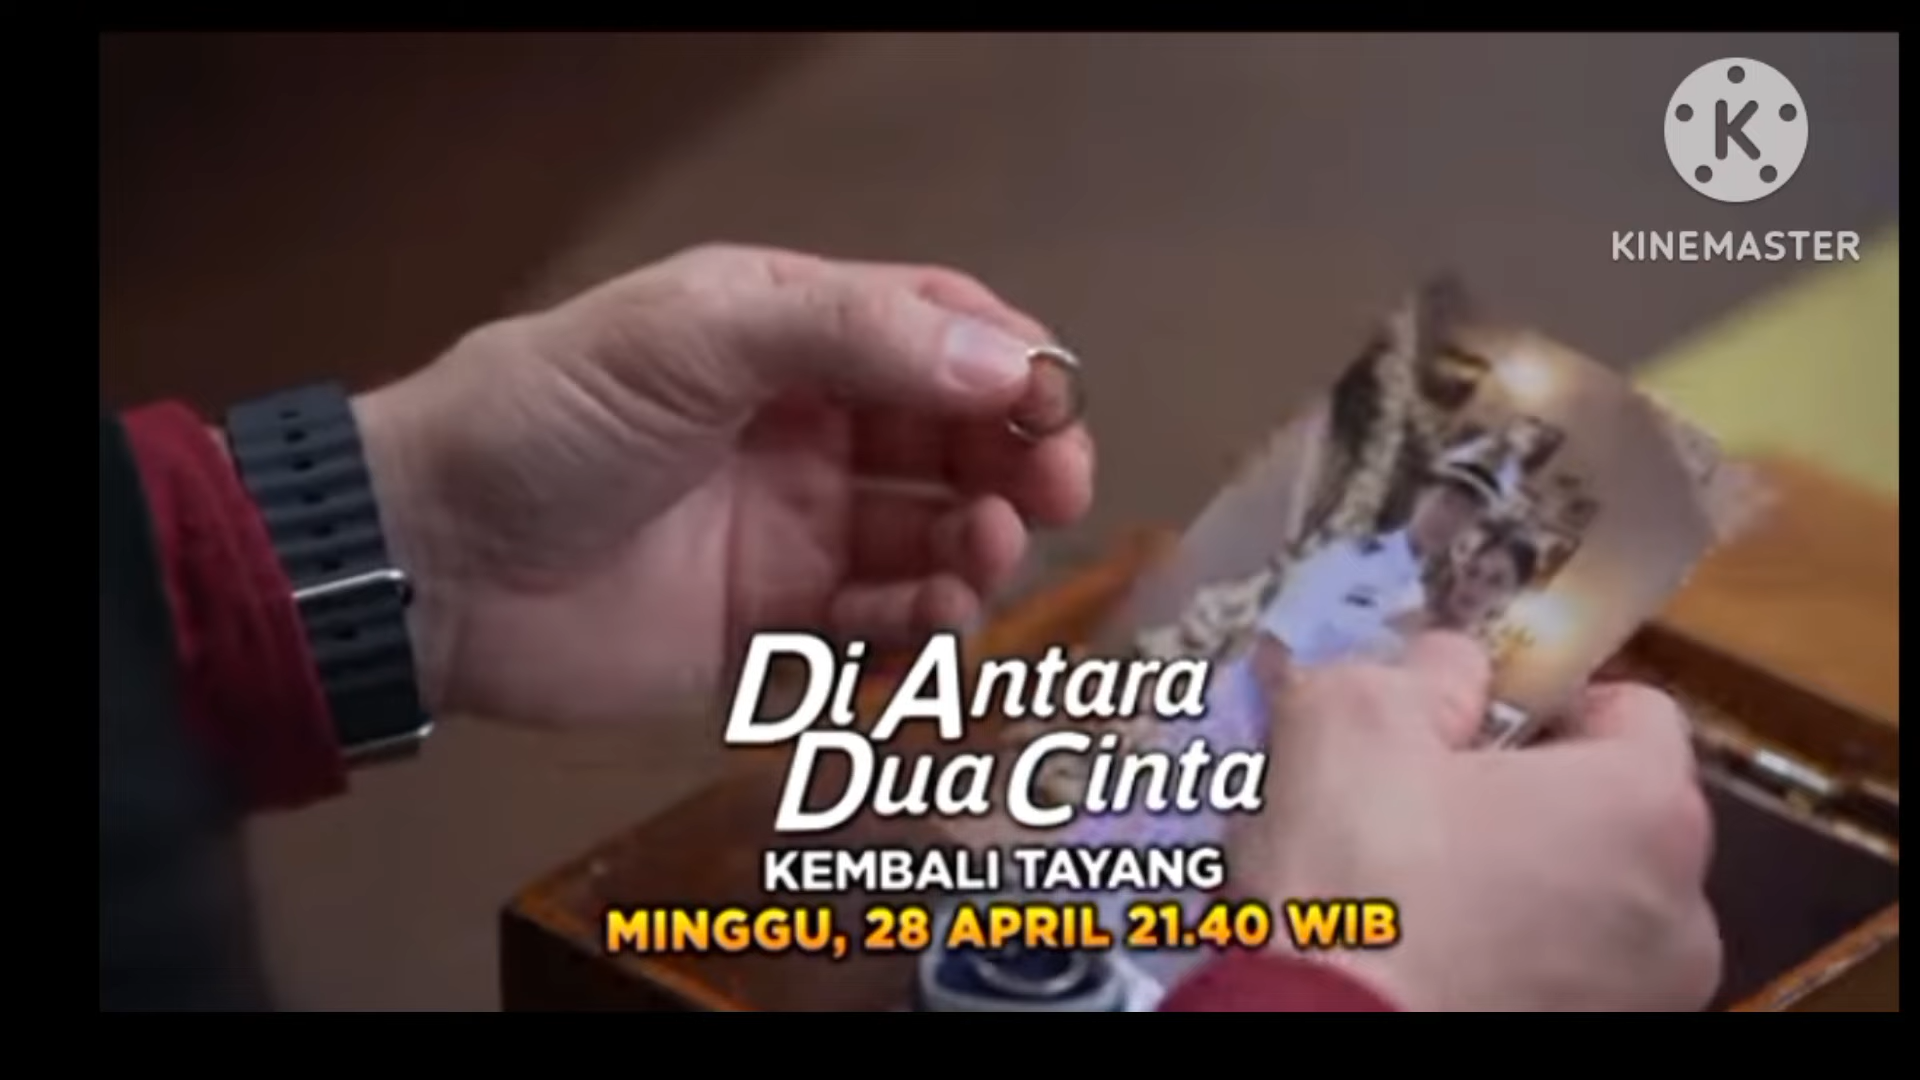 K
KINEMASTER
Di Antara
Dua Cinta
KEMBALI TAYANG
MINGGU, 28 APRIL 21.40 WIB